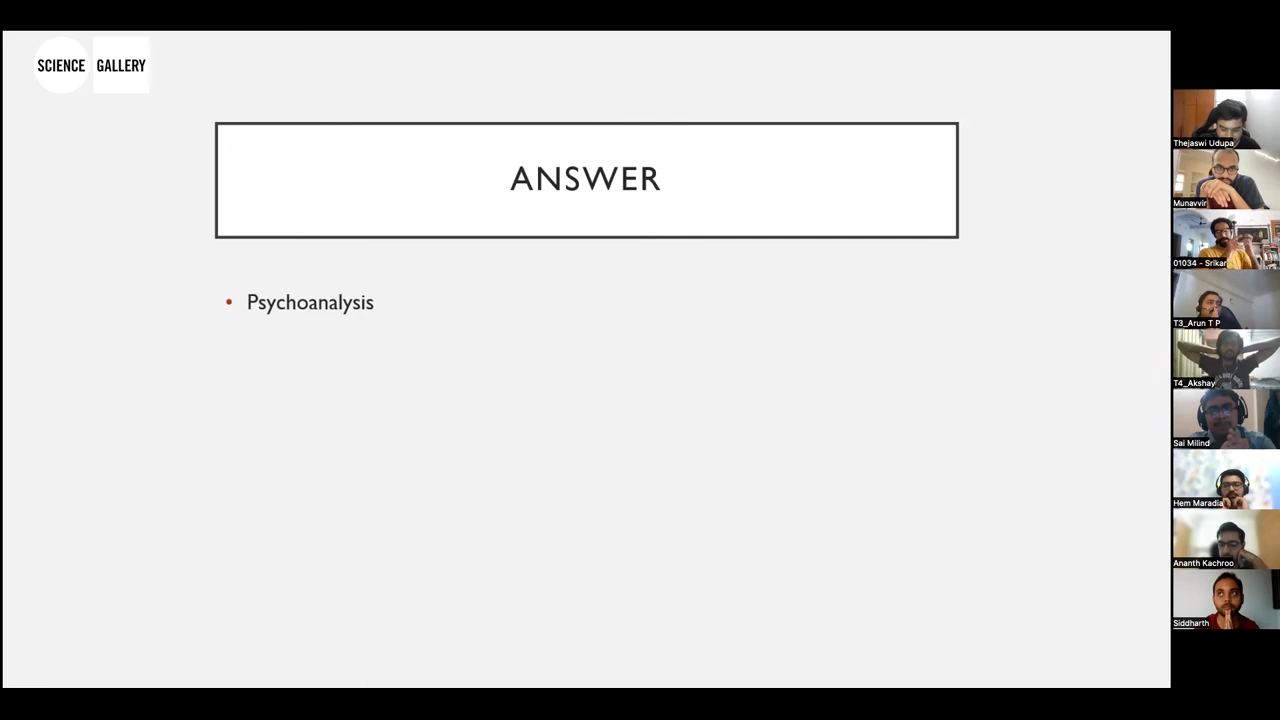 SCIENCE GALLERY
ANSWER
• Psychoanalysis
Thejaswi Udupa
Munavvir
01034 - Srikar
T3_Arun T P
T4_Akshay
Sai Milind
Hem Maradia
Ananth Kachroo
Siddharth